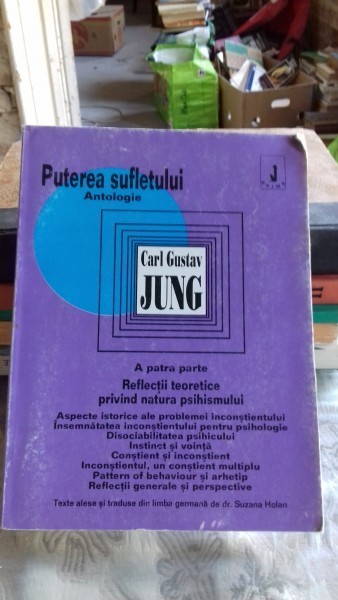 Puterea sufletului
Antologie
J
Carl Gustav
JUNG
A patra parte
Reflecții teoretice
privind natura psihismului
Aspecte istorice ale problemei inconștientului
Însemnătatea inconștientului pentru psihologie
Disociabilitatea psihicului
Instinct și voință
Conștient și inconștient
Inconștientul, un conștient multiplu
Pattern of behaviour și arhetip
Reflecții generale și perspective
Texte alese și traduse din limba germană de dr. Suzana Holan